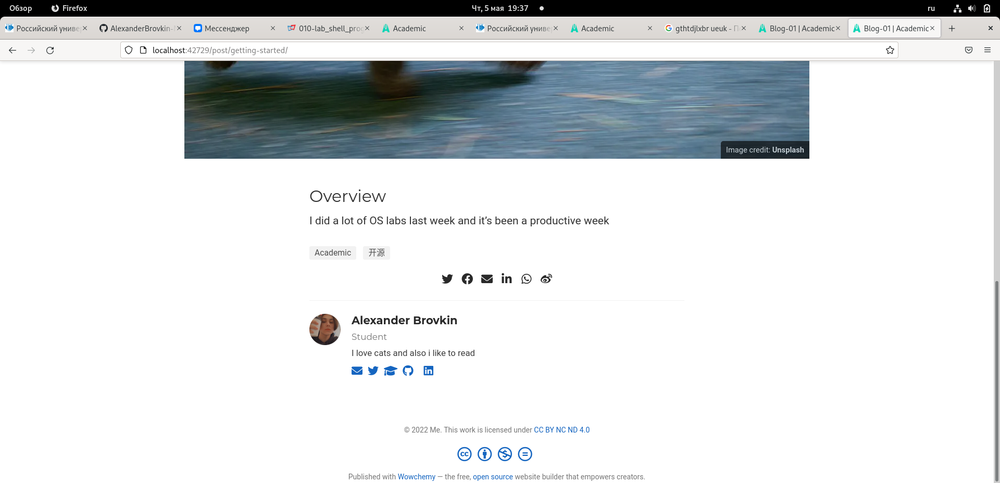 Обзор Firefox Чт, 5 мая 19:37 ru
Российский униве AlexanderBrovkin- Мессенджер 010-lab_shell_prog Academic Российский униве Academic gthtdjlxbr ueuk - П Blog-01 | Academic Blog-01 | Academic
localhost:42729/post/getting-started/
Image credit: Unsplash
Overview
I did a lot of OS labs last week and it’s been a productive week
Academic 开源
Alexander Brovkin
Student
I love cats and also i like to read
© 2022 Me. This work is licensed under CC BY NC ND 4.0
Published with Wowchemy — the free, open source website builder that empowers creators.